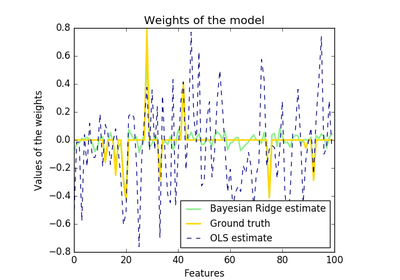 Weights of the model
0.8
0.6
0.4
0.2
0.0
−0.2
−0.4
−0.6
−0.8
Values of the weights
Bayesian Ridge estimate
Ground truth
OLS estimate
0 20 40 60 80 100
Features